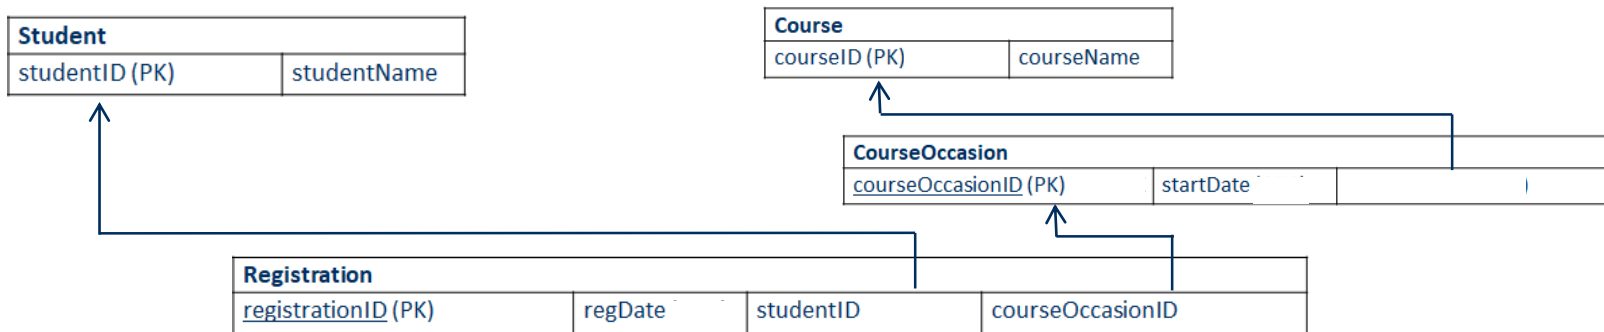 Student
studentID (PK) studentName
Course
courseID (PK) courseName
CourseOccasion
courseOccasionID (PK) startDate )
Registration
registrationID (PK) regDate studentID courseOccasionID